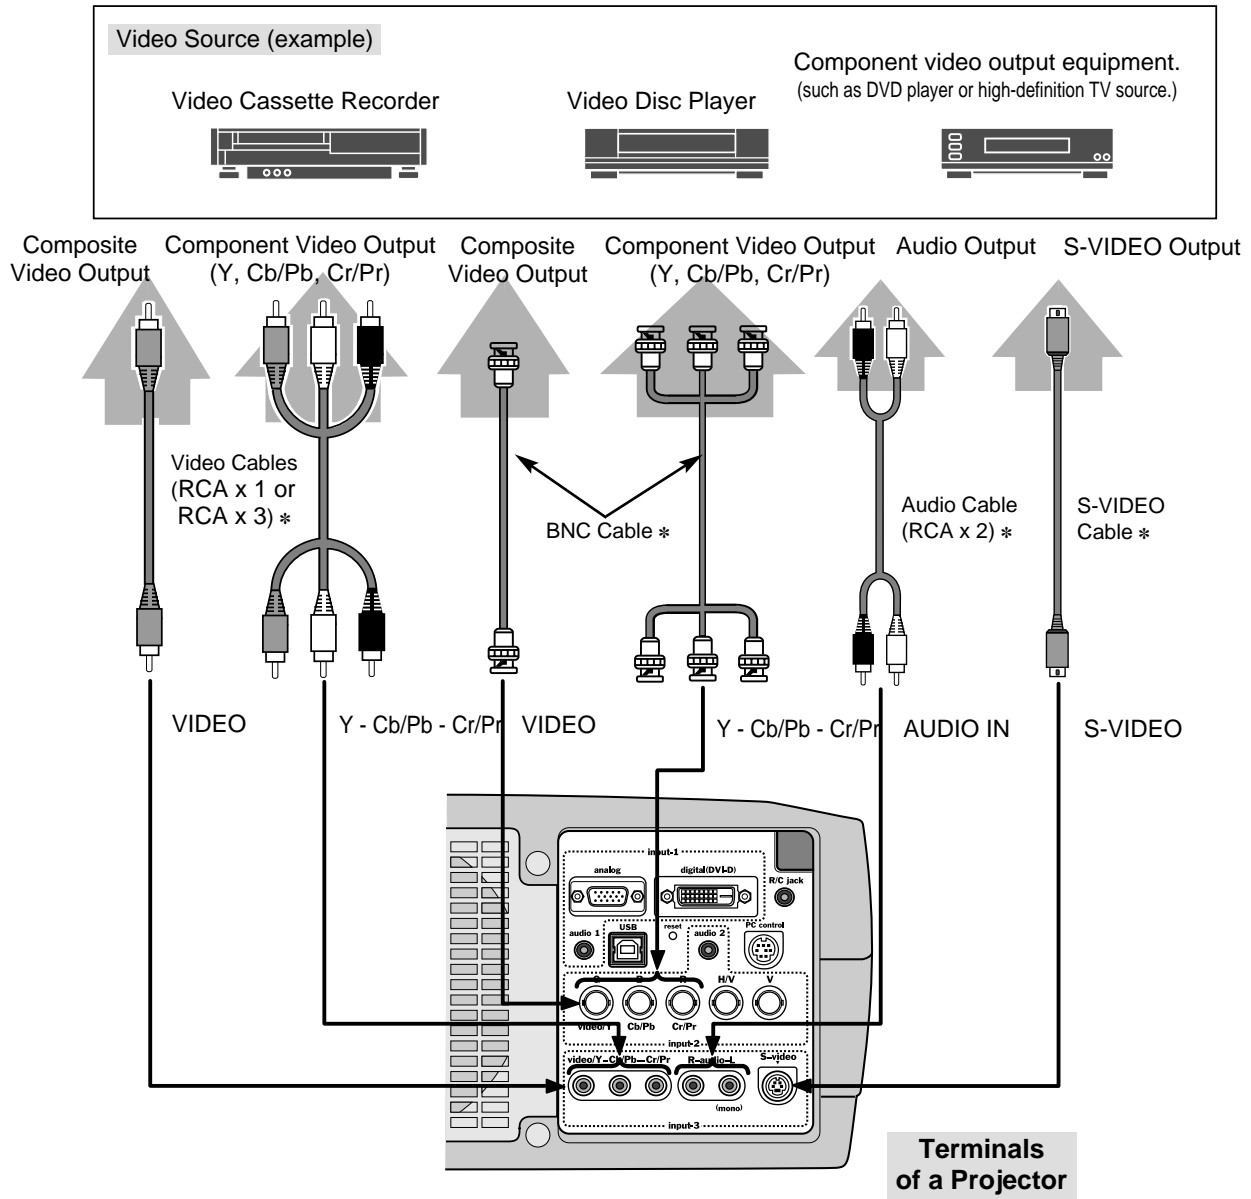 Video Source (example)
Video Cassette Recorder
Video Disc Player
Component video output equipment.
(such as DVD player or high-definition TV source.)
Composite
Video Output
Component Video Output
(Y, Cb/Pb, Cr/Pr)
Composite
Video Output
Component Video Output
(Y, Cb/Pb, Cr/Pr)
Audio Output
S-VIDEO Output
Video Cables
(RCA x 1 or
RCA x 3) *
BNC Cable *
Audio Cable
(RCA x 2) *
S-VIDEO
Cable *
VIDEO
Y - Cb/Pb - Cr/Pr
VIDEO
Y - Cb/Pb - Cr/Pr
AUDIO IN
S-VIDEO
input-1
analog
digital(DVI-D)
R/C jack
audio 1
USB
reset
audio 2
PC control
G B R H/V V
video/Y Cb/Pb Cr/Pr
input-2
video/Y–Cb/Pb–Cr/Pr
R–audio–L
S–video
(mono)
input-3
Terminals
of a Projector